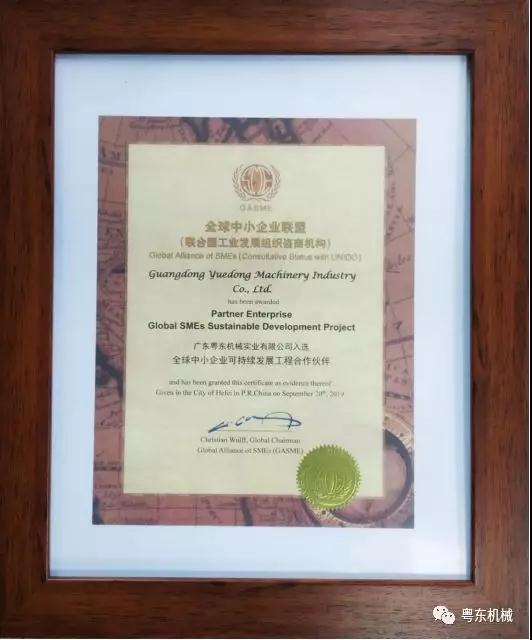 GASME
全球中小企业联盟
(联合国工业发展组织咨商机构)
Global Alliance of SMEs (Consultative Status with UNIDO)
Guangdong Yuedong Machinery Industry
Co., Ltd.
has been awarded
Partner Enterprise
Global SMEs Sustainable Development Project
广东粤东机械实业有限公司入选
全球中小企业可持续发展工程合作伙伴
and has been granted this certificate as evidence thereof
Given in the City of Hefei in P.R.China on September 20th, 2019
Christian Wulff, Global Chairman
Global Alliance of SMEs (GASME)
粤东机械